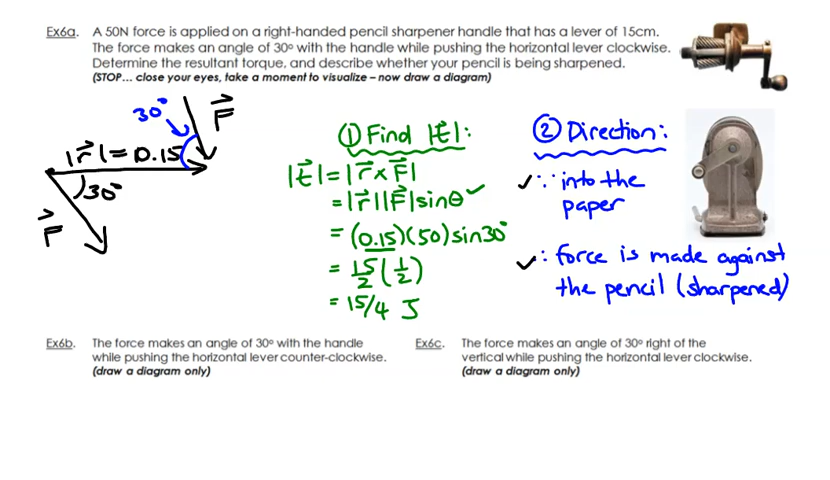 Ex6a. A 50N force is applied on a right-handed pencil sharpener handle that has a lever of 15cm.
The force makes an angle of 30° with the handle while pushing the horizontal lever clockwise.
Determine the resultant torque, and describe whether your pencil is being sharpened.
(STOP... close your eyes, take a moment to visualize – now draw a diagram)
30° F⃗
|r⃗| = 0.15
30°
F⃗
① Find |t⃗|:
|t⃗| = |r⃗ × F⃗|
= |r⃗||F⃗| sinθ ✓
= (0.15)(50) sin30°
= 15/2 (1/2)
= 15/4 J
② Direction:
✓ ∵ into the
paper
✓ ∴ force is made against
the pencil (sharpened)
Ex6b. The force makes an angle of 30° with the handle
while pushing the horizontal lever counter-clockwise.
(draw a diagram only)
Ex6c. The force makes an angle of 30° right of the
vertical while pushing the horizontal lever clockwise.
(draw a diagram only)